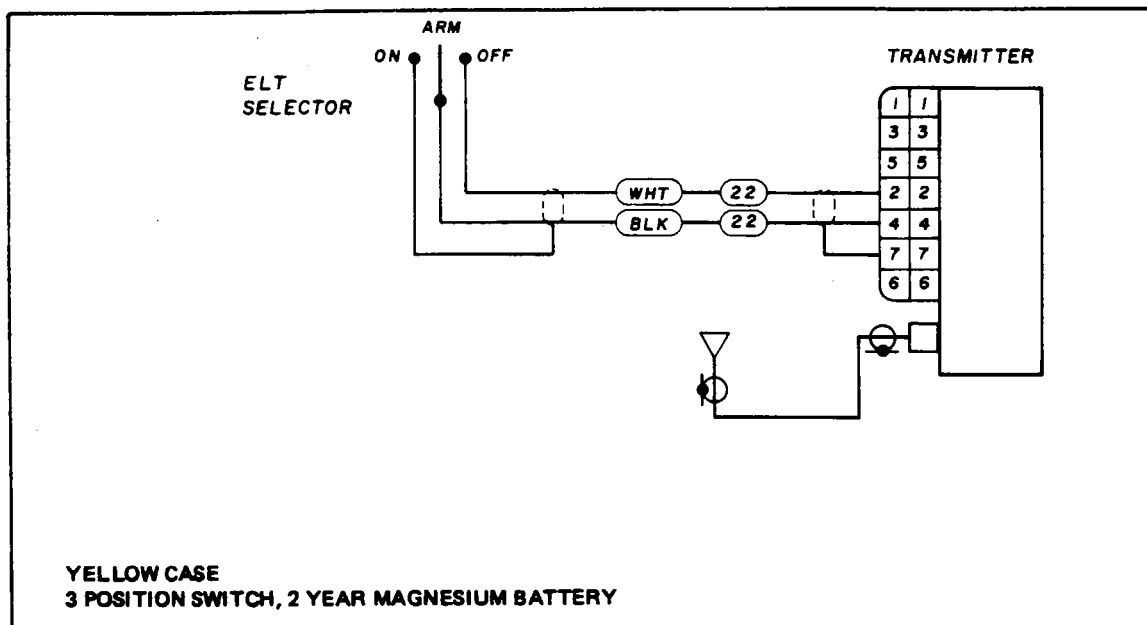 ARM
ON OFF
ELT
SELECTOR
TRANSMITTER
1 1
3 3
5 5
WHT 22 2 2
BLK 22 4 4
7 7
6 6
YELLOW CASE
3 POSITION SWITCH, 2 YEAR MAGNESIUM BATTERY